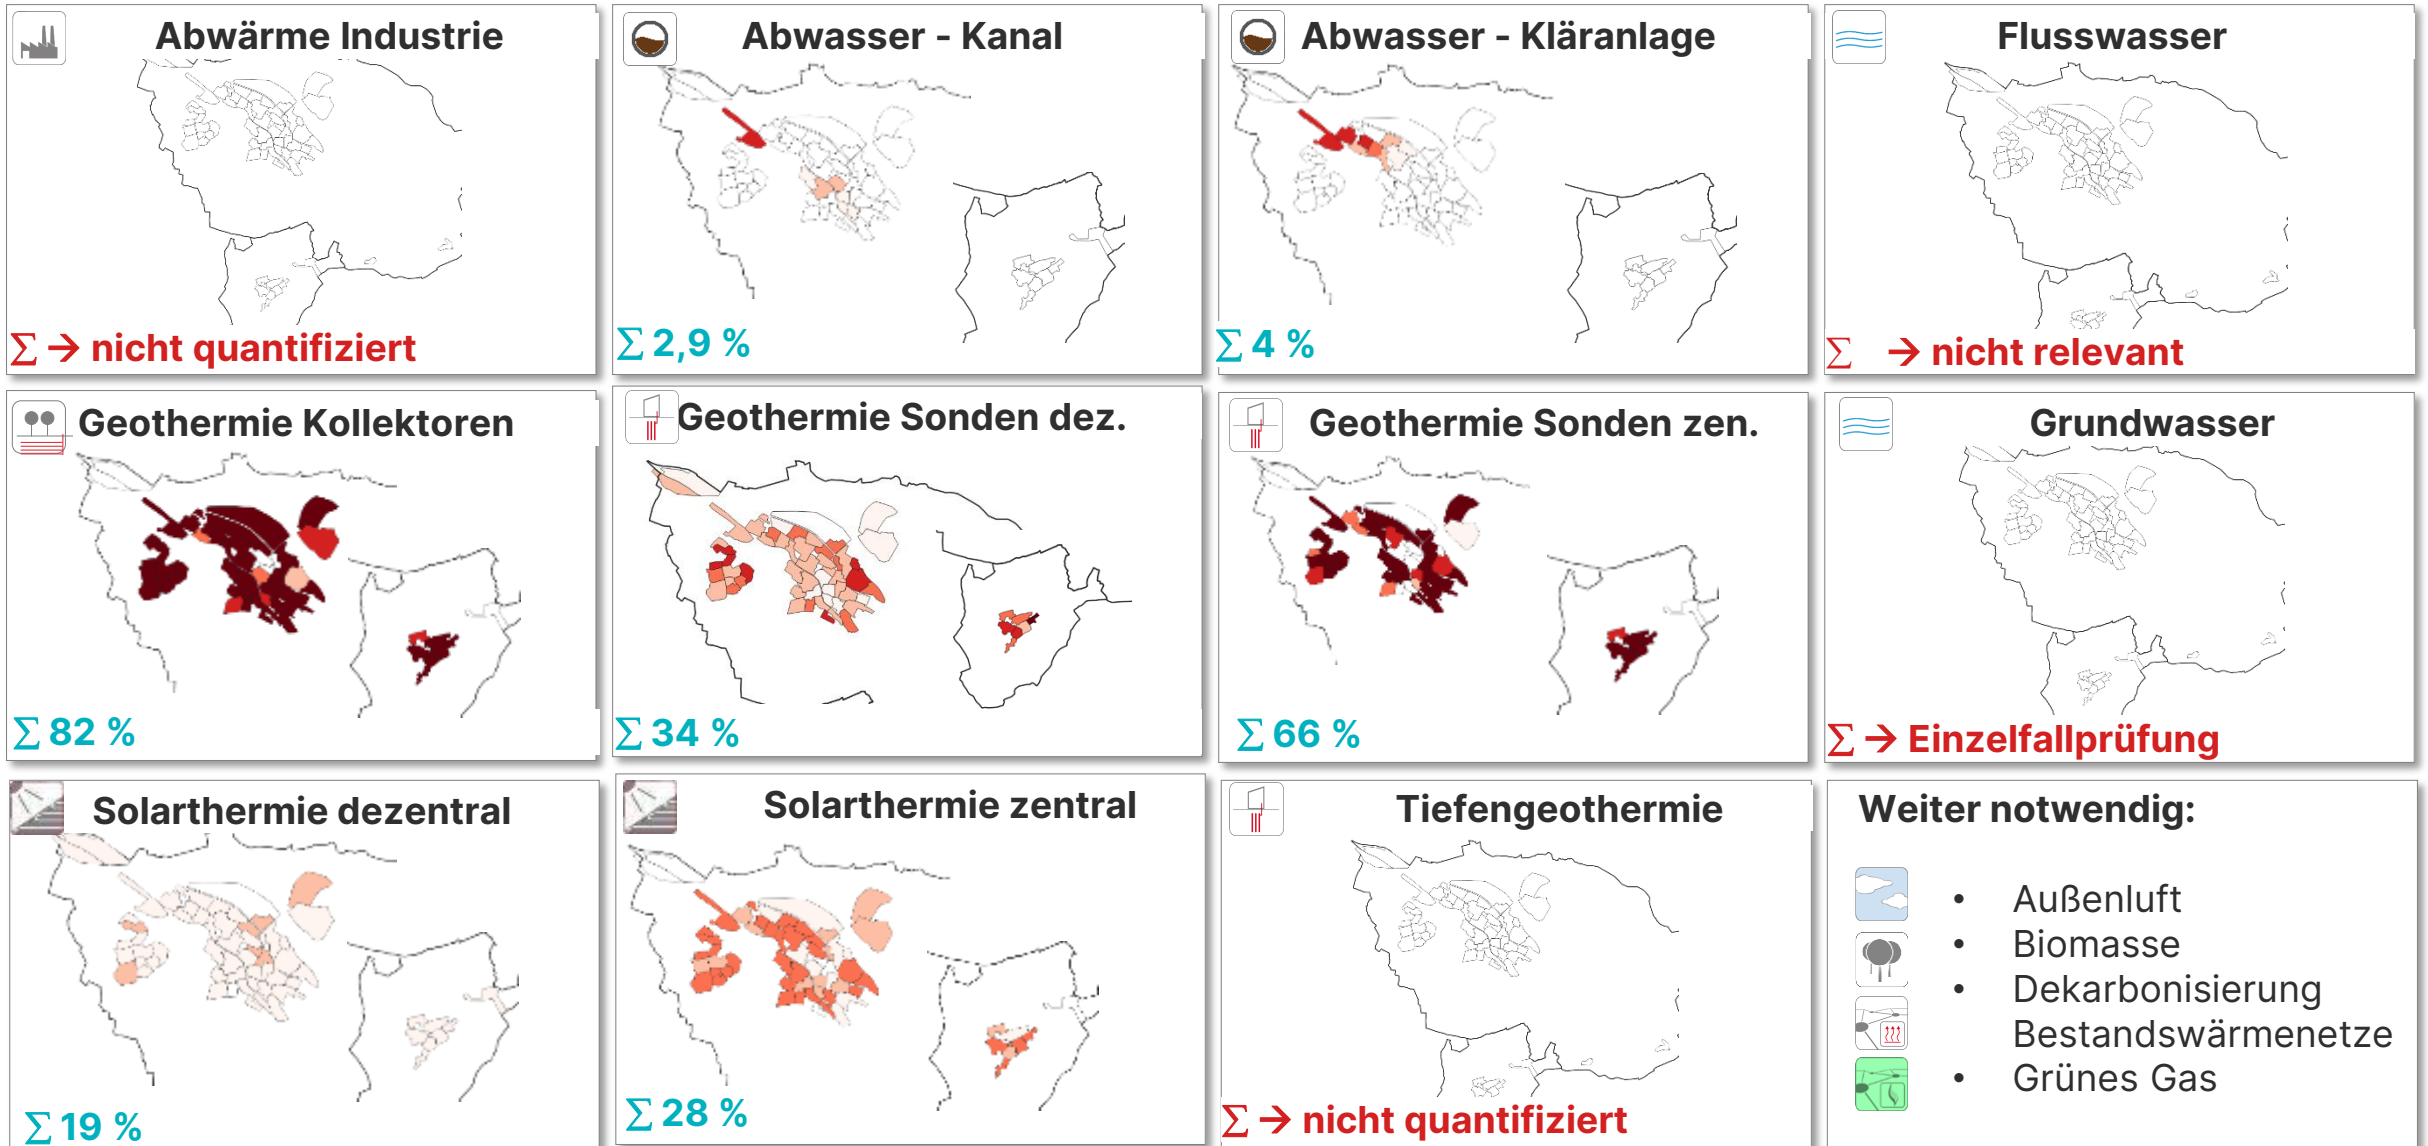 Abwärme Industrie
∑ → nicht quantifiziert
Abwasser - Kanal
∑ 2,9 %
Abwasser - Kläranlage
∑ 4 %
Flusswasser
∑ → nicht relevant
Geothermie Kollektoren
∑ 82 %
Geothermie Sonden dez.
∑ 34 %
Geothermie Sonden zen.
∑ 66 %
Grundwasser
∑ → Einzelfallprüfung
Solarthermie dezentral
∑ 19 %
Solarthermie zentral
∑ 28 %
Tiefengeothermie
∑ → nicht quantifiziert
Weiter notwendig:
• Außenluft
• Biomasse
• Dekarbonisierung
Bestandswärmenetze
• Grünes Gas